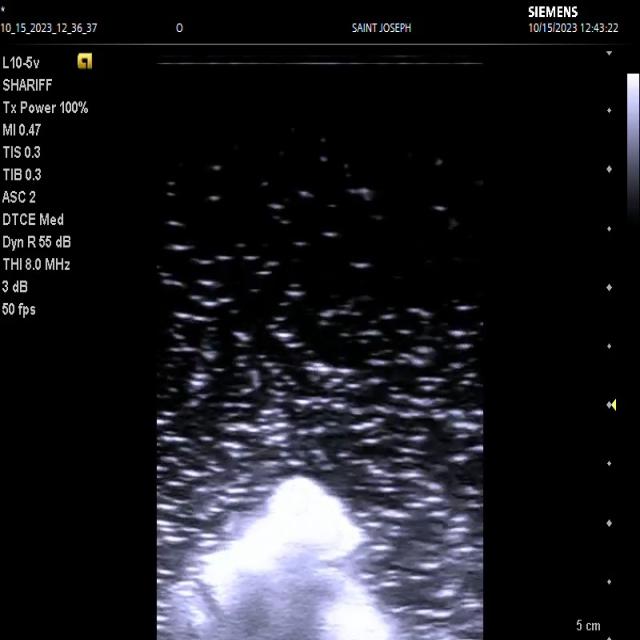 *
SIEMENS
10_15_2023_12_36_37 O SAINT JOSEPH 10/15/2023 12:43:22
L10-5v
SHARIFF
Tx Power 100%
MI 0.47
TIS 0.3
TIB 0.3
ASC 2
DTCE Med
Dyn R 55 dB
THI 8.0 MHz
3 dB
50 fps
5 cm